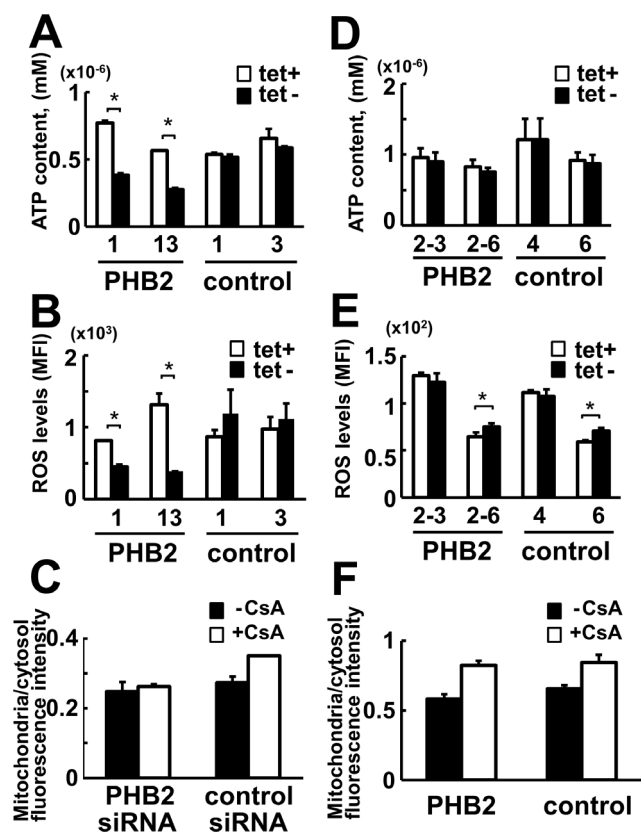 A
(x10-6)
tet+
tet -
ATP content, (mM)
1
0.5
0
*
*
1 13 1 3
PHB2 control
D
(x10-6)
tet+
tet -
ATP content, (mM)
2
1
0
2-3 2-6 4 6
PHB2 control
B
(x103)
tet+
tet -
ROS levels (MFI)
2
1
0
*
*
1 13 1 3
PHB2 control
E
(x102)
tet+
tet -
ROS levels (MFI)
1.5
1
0.5
0
*
*
2-3 2-6 4 6
PHB2 control
C
-CsA
+CsA
Mitochondria/cytosol
fluorescence intensity
0.4
0.2
0
PHB2 control
siRNA siRNA
F
-CsA
+CsA
Mitochondria/cytosol
fluorescence intensity
1
0.5
0
PHB2 control